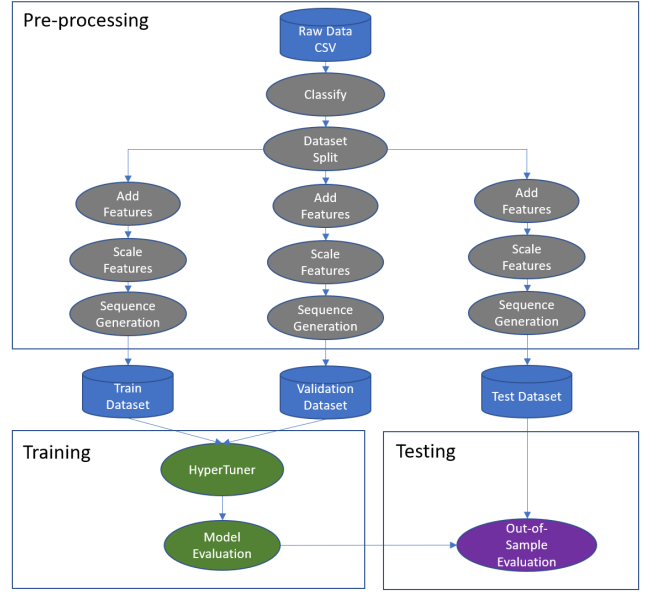 Pre-processing
Raw Data
CSV
Classify
Dataset
Split
Add
Features
Scale
Features
Sequence
Generation
Add
Features
Scale
Features
Sequence
Generation
Add
Features
Scale
Features
Sequence
Generation
Train
Dataset
Validation
Dataset
Test Dataset
Training
HyperTuner
Model
Evaluation
Testing
Out-of-
Sample
Evaluation